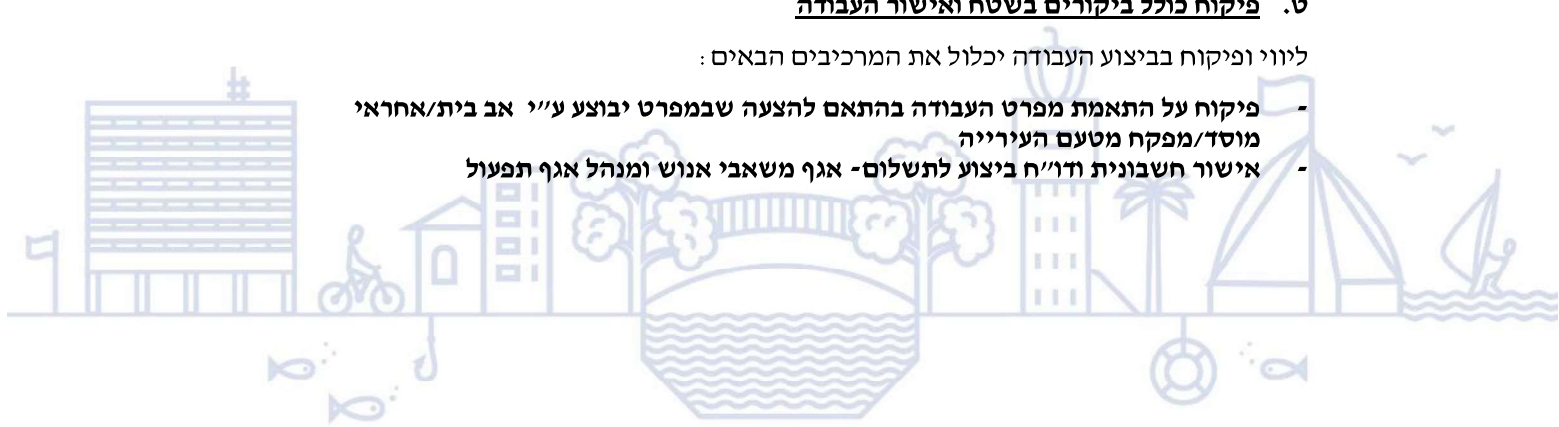 ט. פיקוח כולל ביקורים בשטח ואישור העבודה
ליווי ופיקוח בביצוע העבודה יכלול את המרכיבים הבאים:
- פיקוח על התאמת מפרט העבודה בהתאם להצעה שבמפרט יבוצע ע"י אב בית/אחראי
מוסד/מפקח מטעם העירייה
- אישור חשבונית ודו"ח ביצוע לתשלום- אגף משאבי אנוש ומנהל אגף תפעול